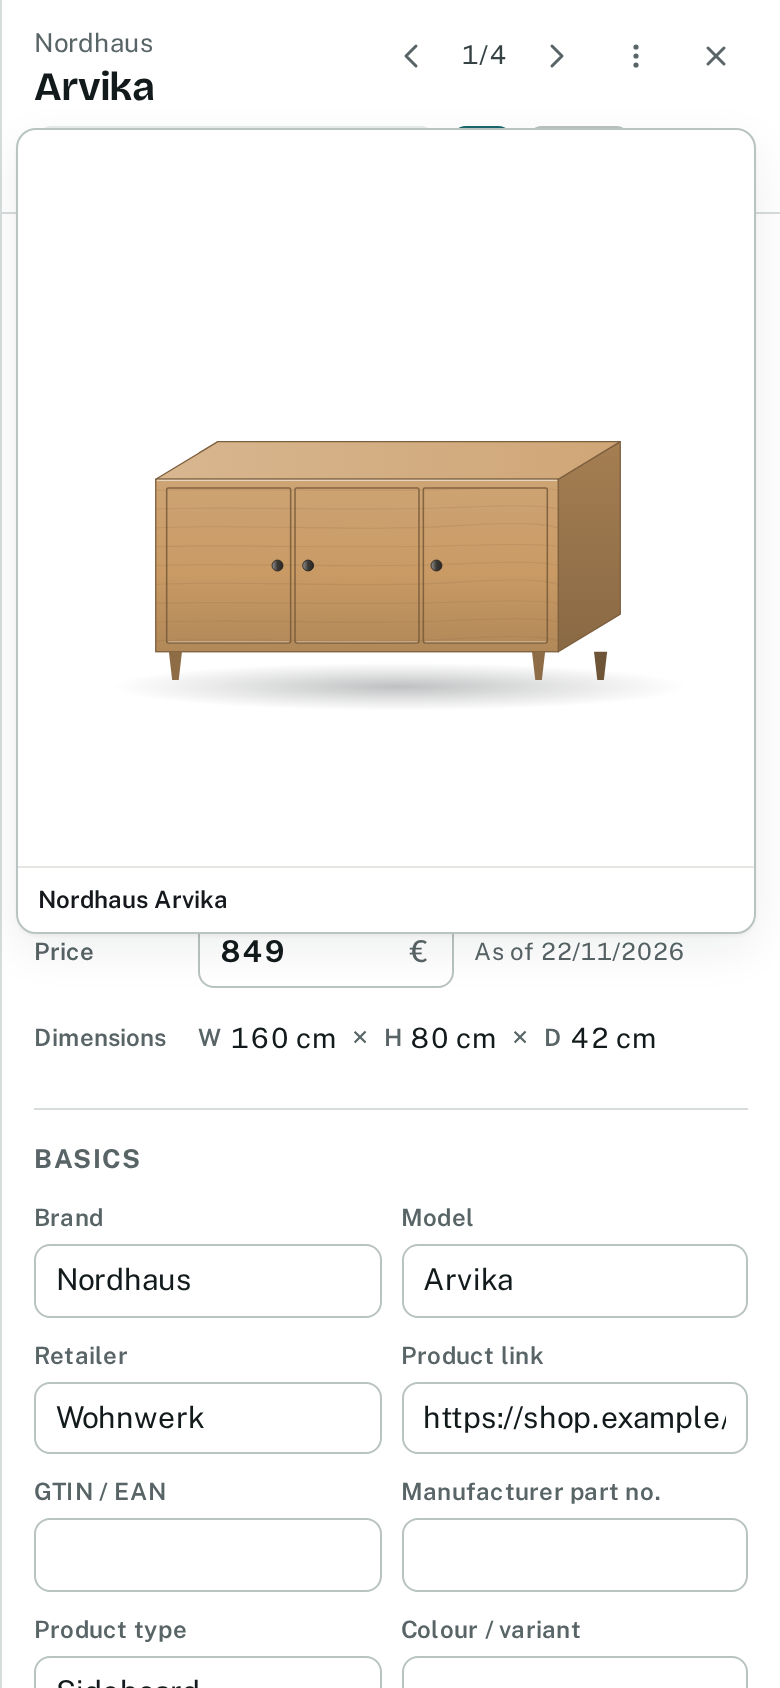 Nordhaus
Arvika
1/4
Nordhaus Arvika
Price 849 € As of 22/11/2026
Dimensions W 160 cm × H 80 cm × D 42 cm
BASICS
Brand Model
Nordhaus Arvika
Retailer Product link
Wohnwerk https://shop.example/
GTIN / EAN Manufacturer part no.
Product type Colour / variant
Sideboard